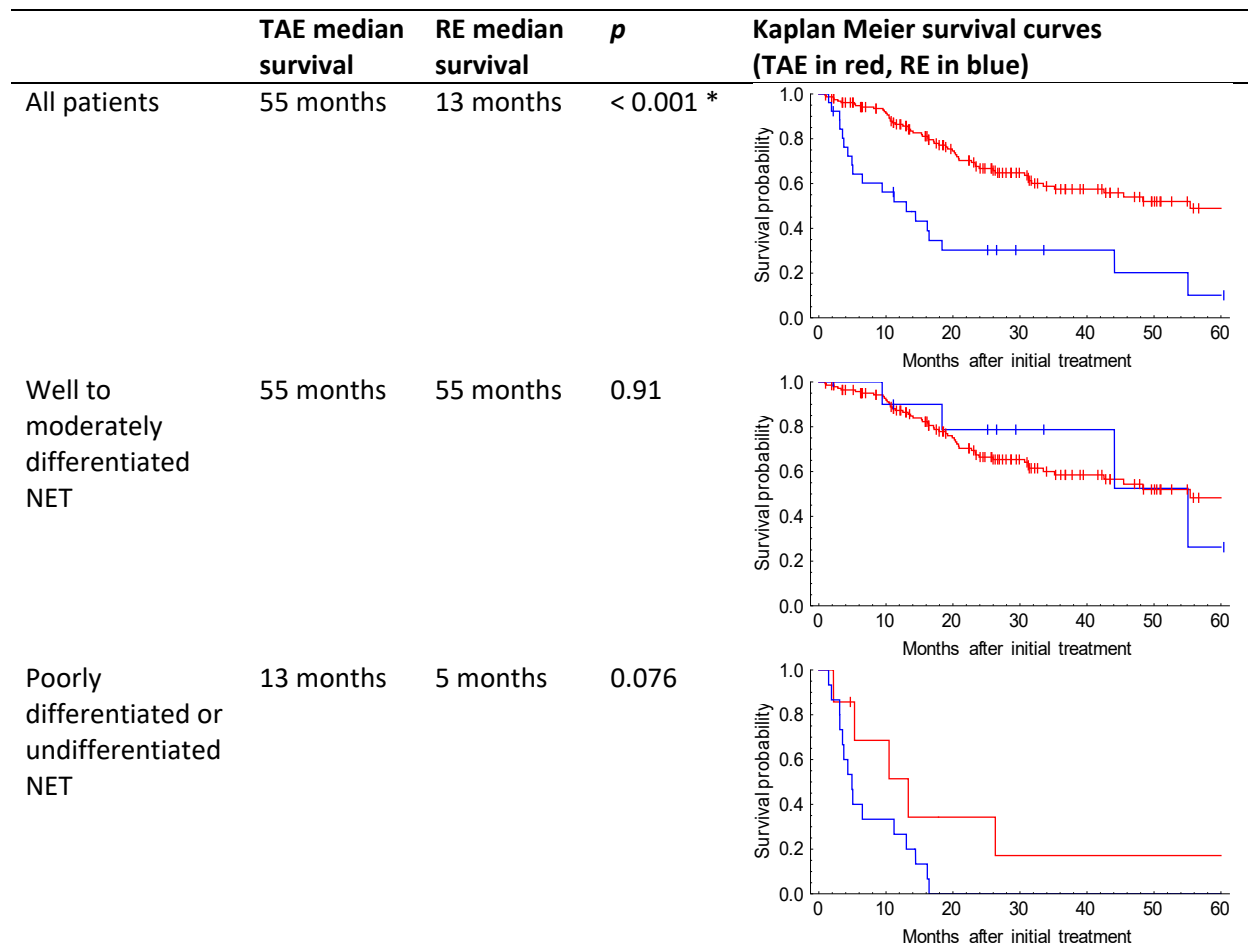 TAE median RE median p Kaplan Meier survival curves
survival survival (TAE in red, RE in blue)
All patients 55 months 13 months < 0.001 *
1.0
0.8
0.6
0.4
0.2
0.0
Survival probability
0 10 20 30 40 50 60
Months after initial treatment
Well to 55 months 55 months 0.91
moderately
differentiated
NET
1.0
0.8
0.6
0.4
0.2
0.0
Survival probability
0 10 20 30 40 50 60
Months after initial treatment
Poorly 13 months 5 months 0.076
differentiated or
undifferentiated
NET
1.0
0.8
0.6
0.4
0.2
0.0
Survival probability
0 10 20 30 40 50 60
Months after initial treatment